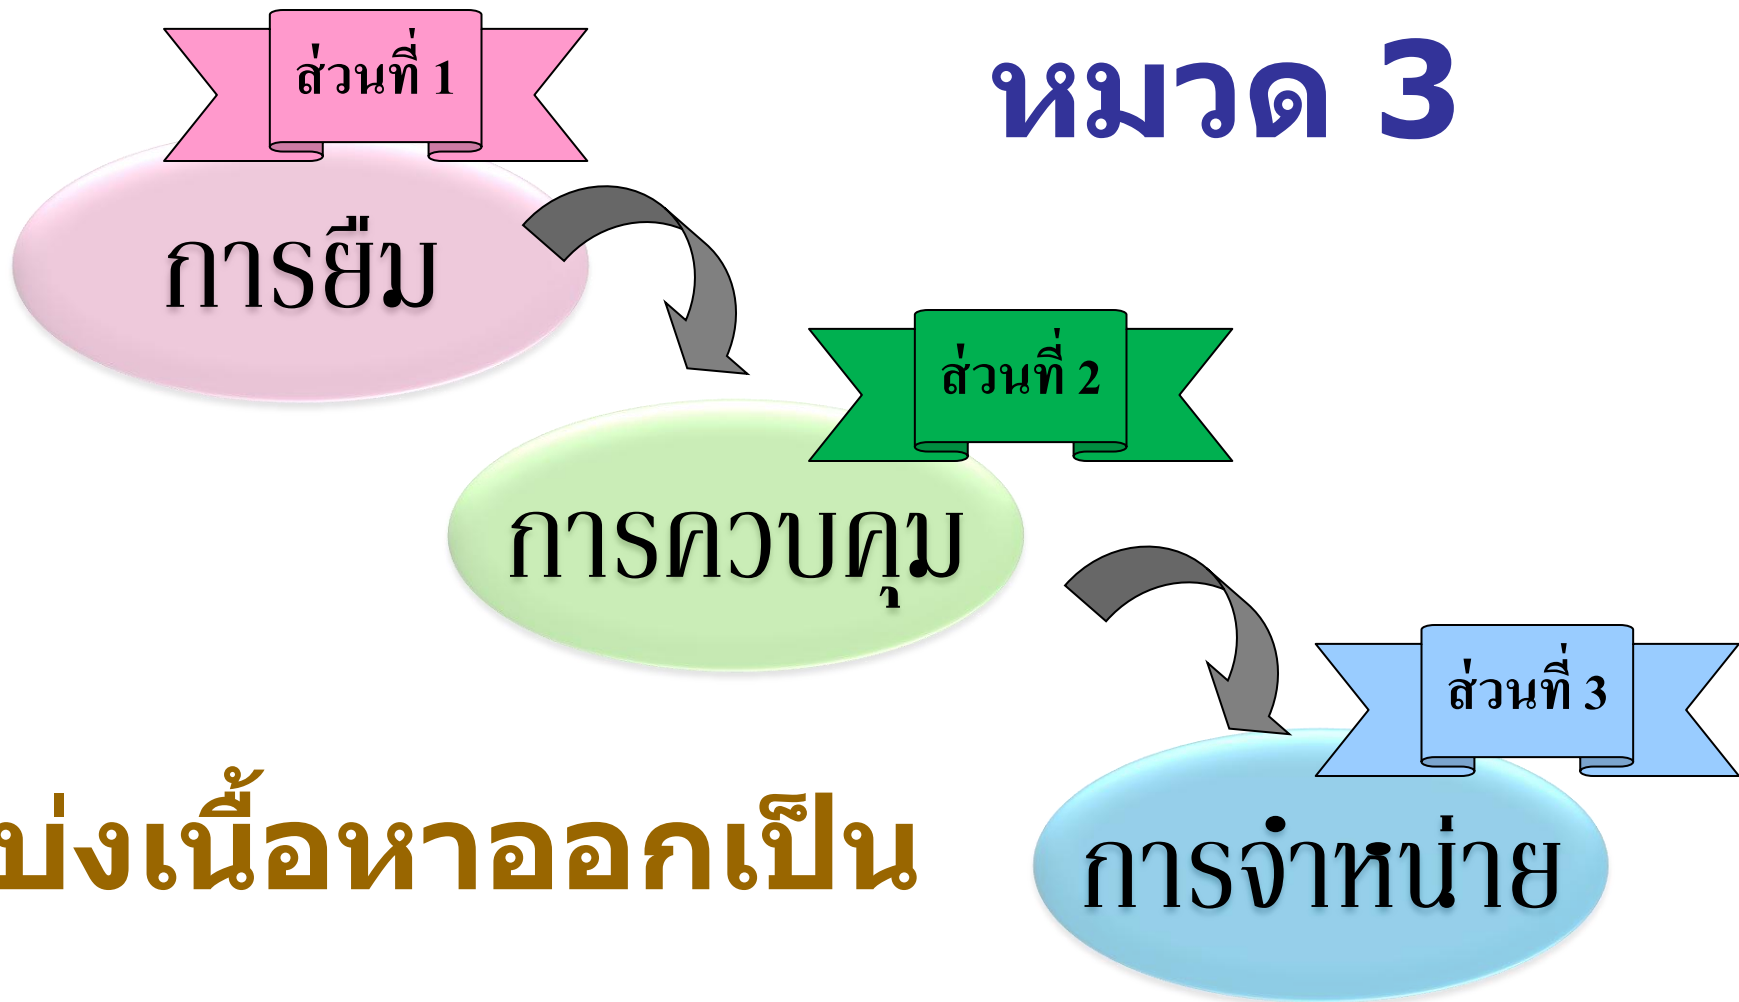 ส่วนที่ 1
หมวด 3
การยืม
ส่วนที่ 2
การควบคุม
ส่วนที่ 3
บ่งเนื้อหาออกเป็น
การจำหน่าย